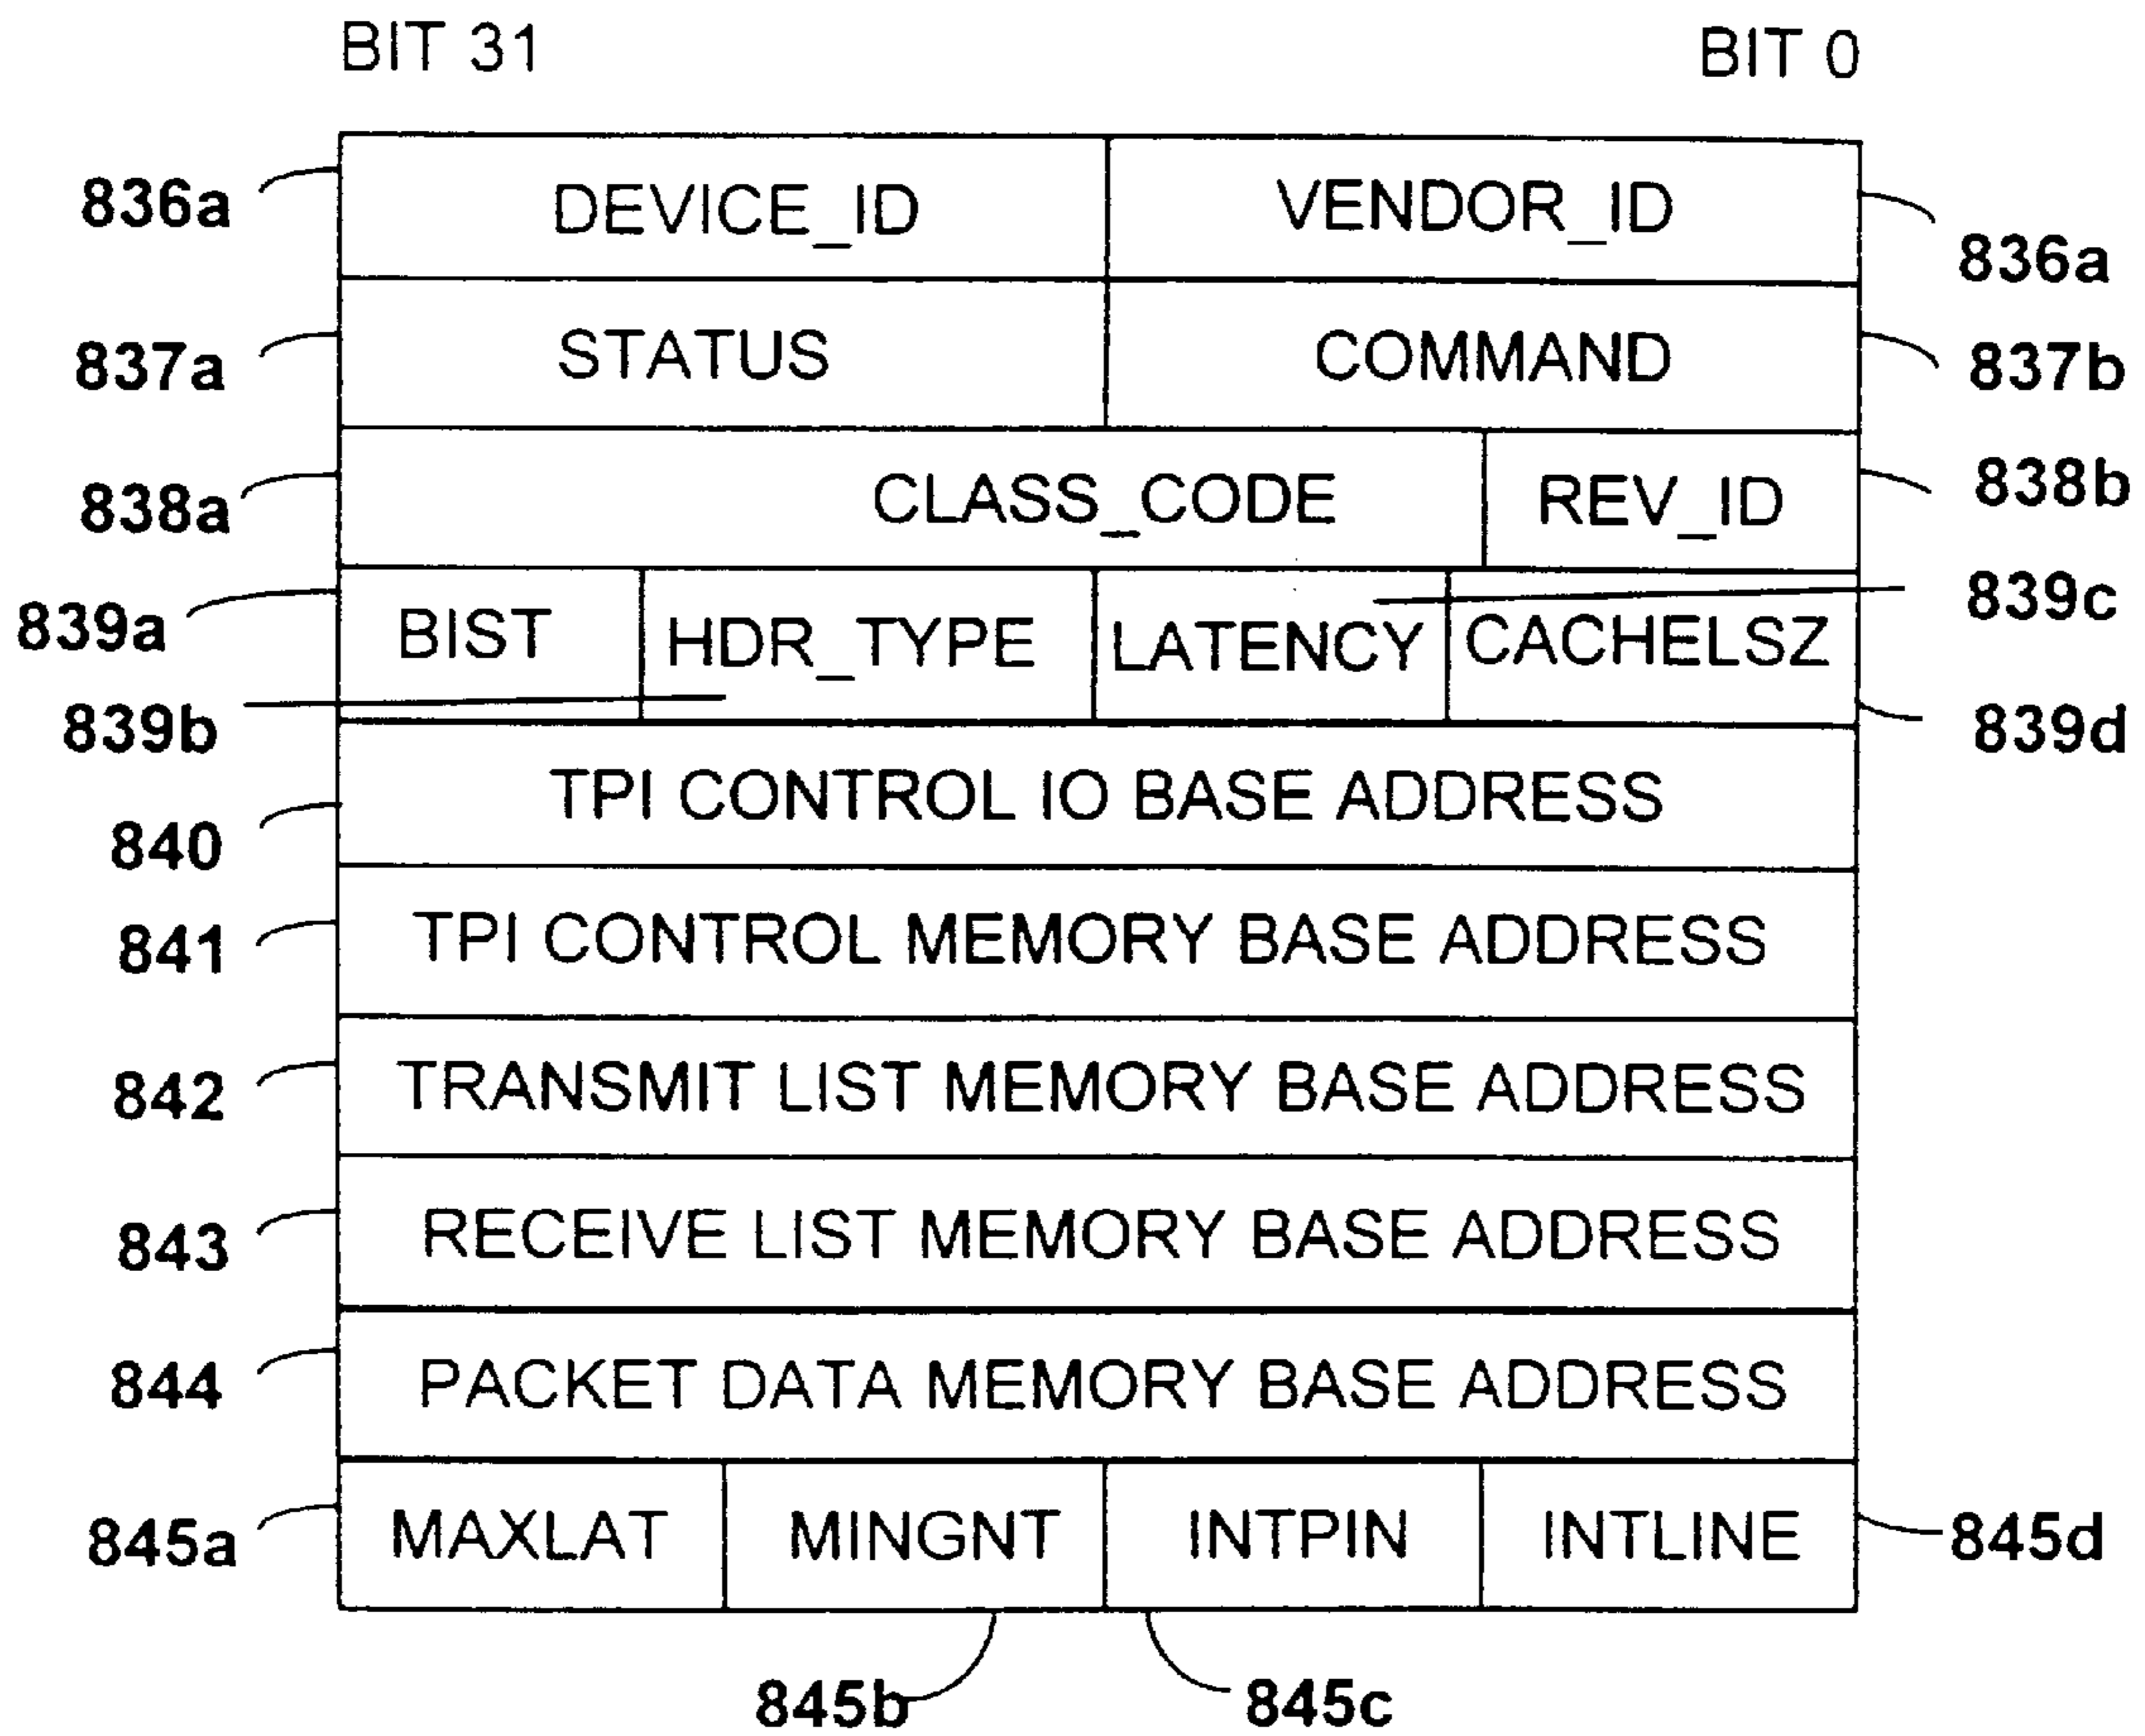 BIT 31 BIT 0
836a DEVICE_ID VENDOR_ID 836a
837a STATUS COMMAND 837b
838a CLASS_CODE REV_ID 838b
839a BIST HDR_TYPE LATENCY CACHELSZ 839c
839b 839d
TPI CONTROL IO BASE ADDRESS
840
841 TPI CONTROL MEMORY BASE ADDRESS
842 TRANSMIT LIST MEMORY BASE ADDRESS
843 RECEIVE LIST MEMORY BASE ADDRESS
844 PACKET DATA MEMORY BASE ADDRESS
845a MAXLAT MINGNT INTPIN INTLINE 845d
845b 845c